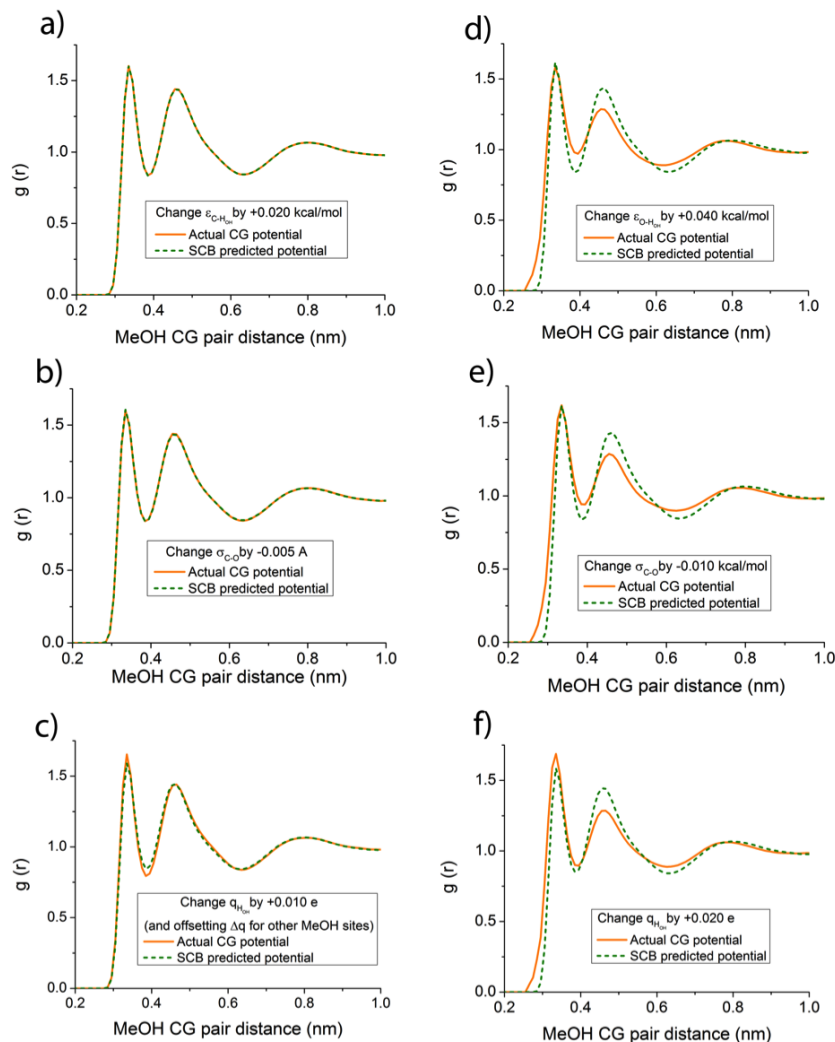 a)
g (r)
1.5
1.0
0.5
0.0
Change ε_C-H_OH by +0.020 kcal/mol
Actual CG potential
SCB predicted potential
0.2 0.4 0.6 0.8 1.0
MeOH CG pair distance (nm)
d)
g (r)
1.5
1.0
0.5
0.0
Change ε_O-H_OH by +0.040 kcal/mol
Actual CG potential
SCB predicted potential
0.2 0.4 0.6 0.8 1.0
MeOH CG pair distance (nm)
b)
g (r)
1.5
1.0
0.5
0.0
Change σ_C-O by -0.005 A
Actual CG potential
SCB predicted potential
0.2 0.4 0.6 0.8 1.0
MeOH CG pair distance (nm)
e)
g (r)
1.5
1.0
0.5
0.0
Change σ_C-O by -0.010 kcal/mol
Actual CG potential
SCB predicted potential
0.2 0.4 0.6 0.8 1.0
MeOH CG pair distance (nm)
c)
g (r)
1.5
1.0
0.5
0.0
Change q_H_OH by +0.010 e
(and offsetting Δq for other MeOH sites)
Actual CG potential
SCB predicted potential
0.2 0.4 0.6 0.8 1.0
MeOH CG pair distance (nm)
f)
g (r)
1.5
1.0
0.5
0.0
Change q_H_OH by +0.020 e
Actual CG potential
SCB predicted potential
0.2 0.4 0.6 0.8 1.0
MeOH CG pair distance (nm)